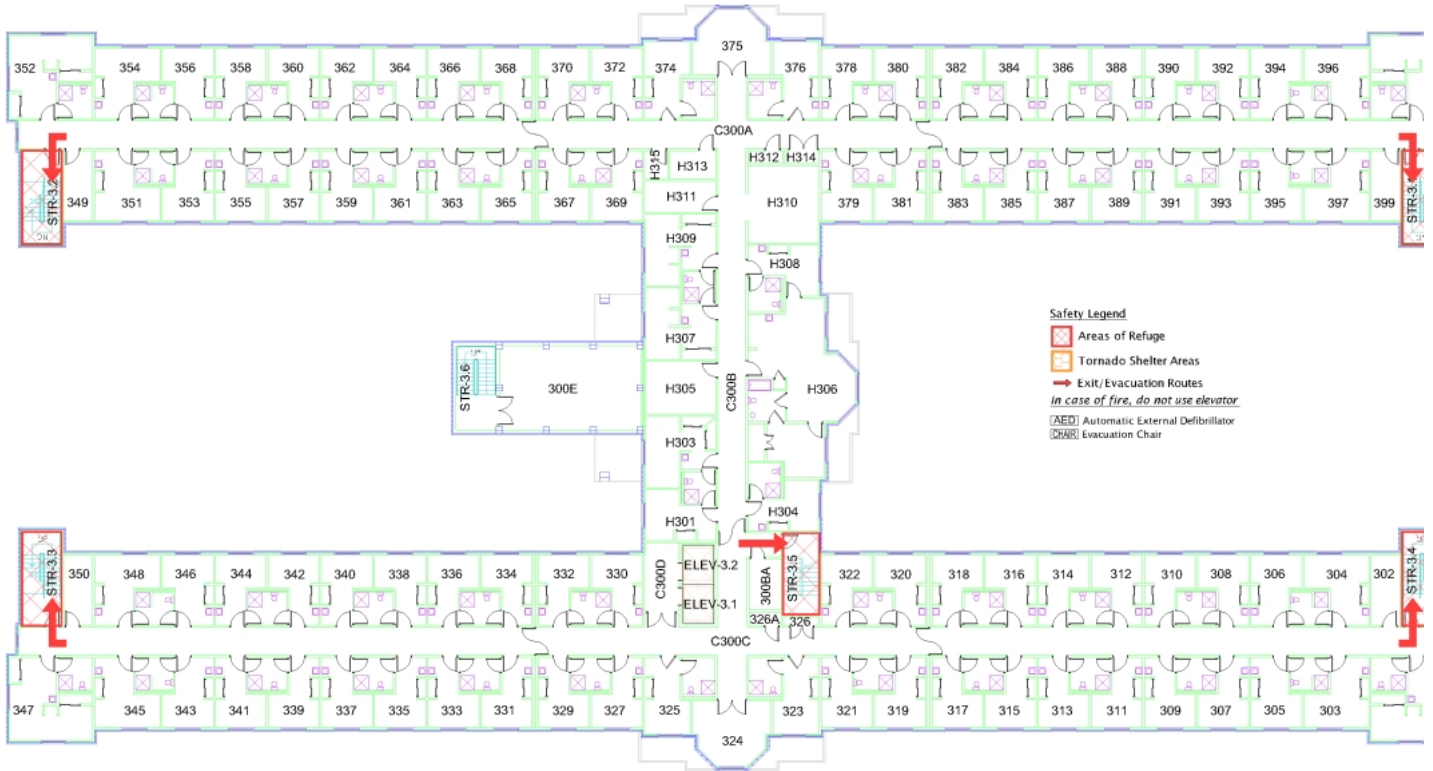 375
352 354 356 358 360 362 364 366 368 370 372 374 376 378 380 382 384 386 388 390 392 394 396
C300A
H315 H313 H312 H314
STR-3.2 349 351 353 355 357 359 361 363 365 367 369 H311 H310 379 381 383 385 387 389 391 393 395 397 399
H309
H308
H307
Safety Legend
Areas of Refuge
Tornado Shelter Areas
Exit/Evacuation Routes
In case of fire, do not use elevator
AED Automatic External Defibrillator
CHAIR Evacuation Chair
STR-3.6 300E H305 C300B H306
H303
H301 H304
STR-3.3 350 348 346 344 342 340 338 336 334 332 330 C300D ELEV-3.2 300BA STR-3.5 322 320 318 316 314 312 310 308 306 304 302 STR-3.4
ELEV-3.1
326A 326
C300C
347 345 343 341 339 337 335 333 331 329 327 325 323 321 319 317 315 313 311 309 307 305 303
324